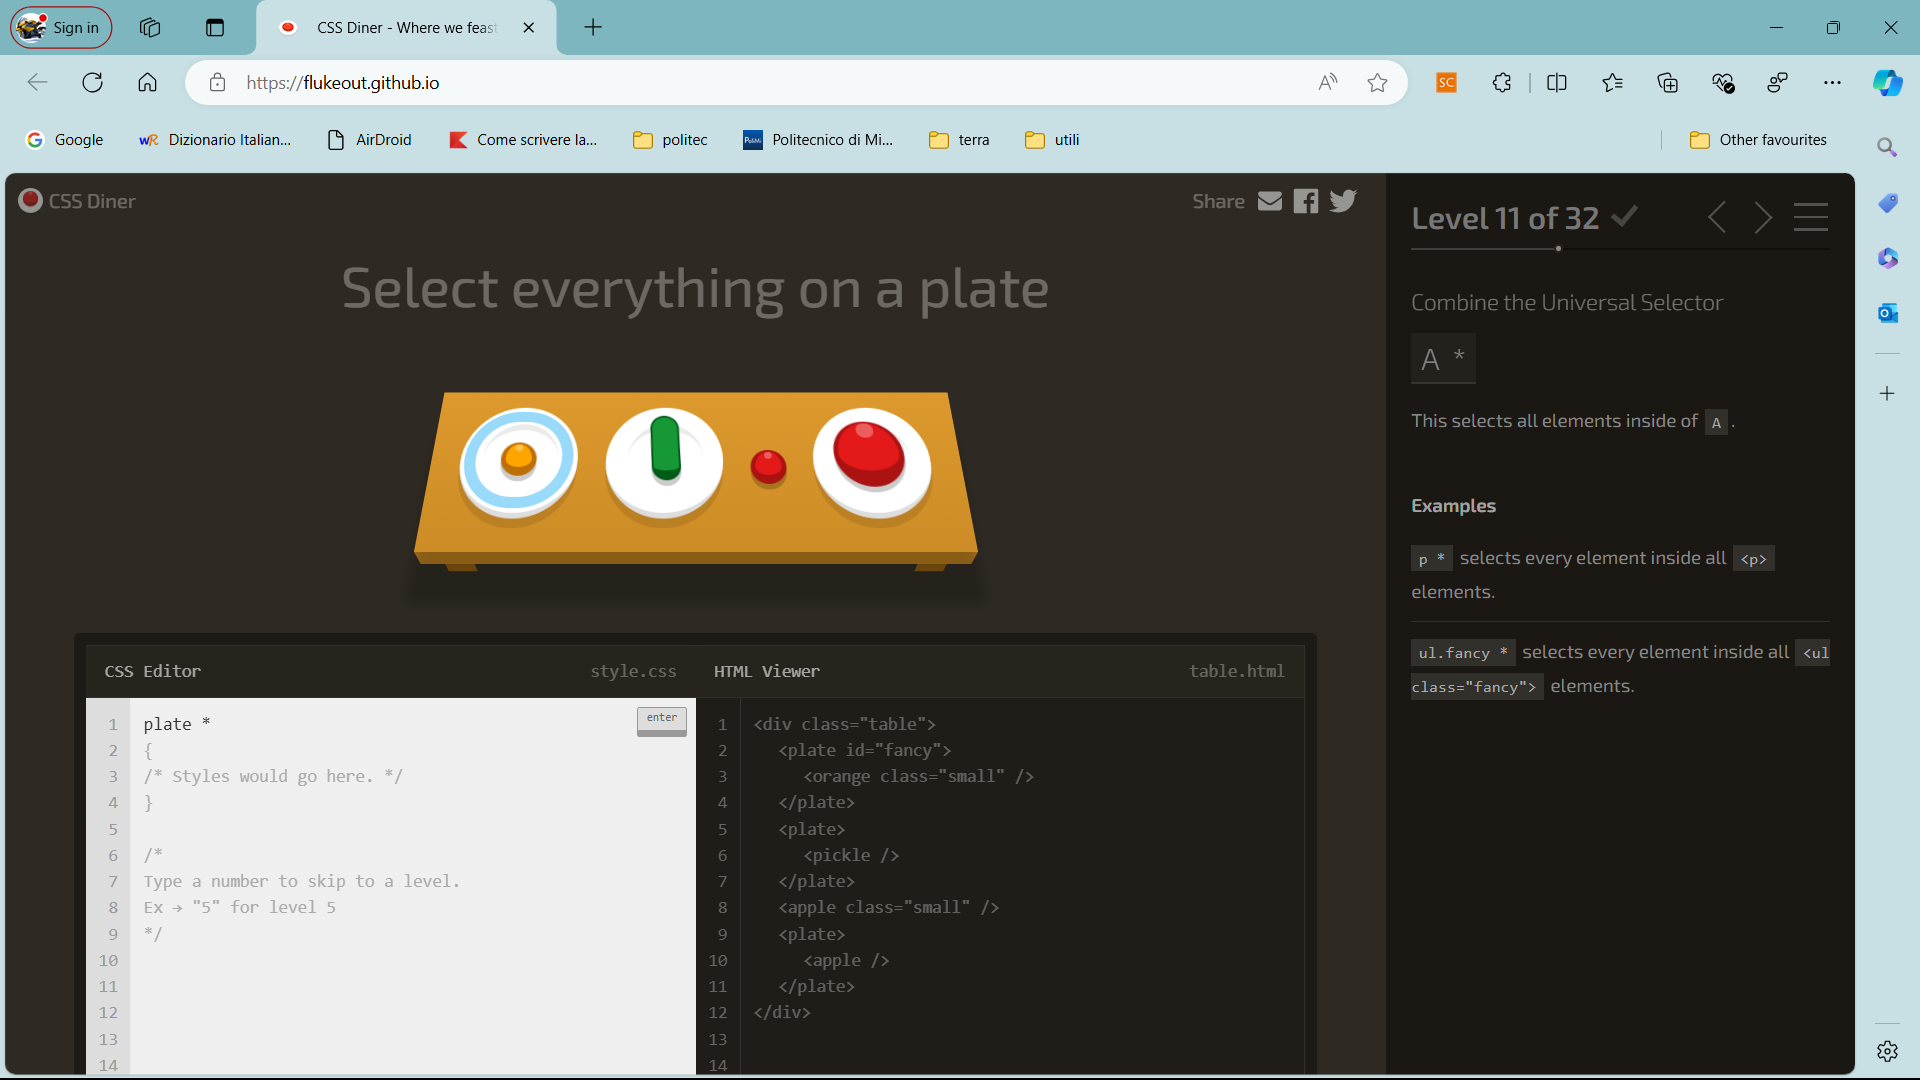 Sign in
CSS Diner - Where we feast
https://flukeout.github.io
SC
Google
wR Dizionario Italian...
AirDroid
Come scrivere la...
politec
Politecnico di Mi...
terra
utili
Other favourites
CSS Diner
Share
Select everything on a plate
CSS Editor
style.css
HTML Viewer
table.html
enter
1 plate *
2 {
3 /* Styles would go here. */
4 }
5
6 /*
7 Type a number to skip to a level.
8 Ex → "5" for level 5
9 */
10
11
12
13
14
1 <div class="table">
2 <plate id="fancy">
3 <orange class="small" />
4 </plate>
5 <plate>
6 <pickle />
7 </plate>
8 <apple class="small" />
9 <plate>
10 <apple />
11 </plate>
12 </div>
13
14
Level 11 of 32
Combine the Universal Selector
A *
This selects all elements inside of A .
Examples
p * selects every element inside all <p>
elements.
ul.fancy * selects every element inside all <ul
class="fancy"> elements.